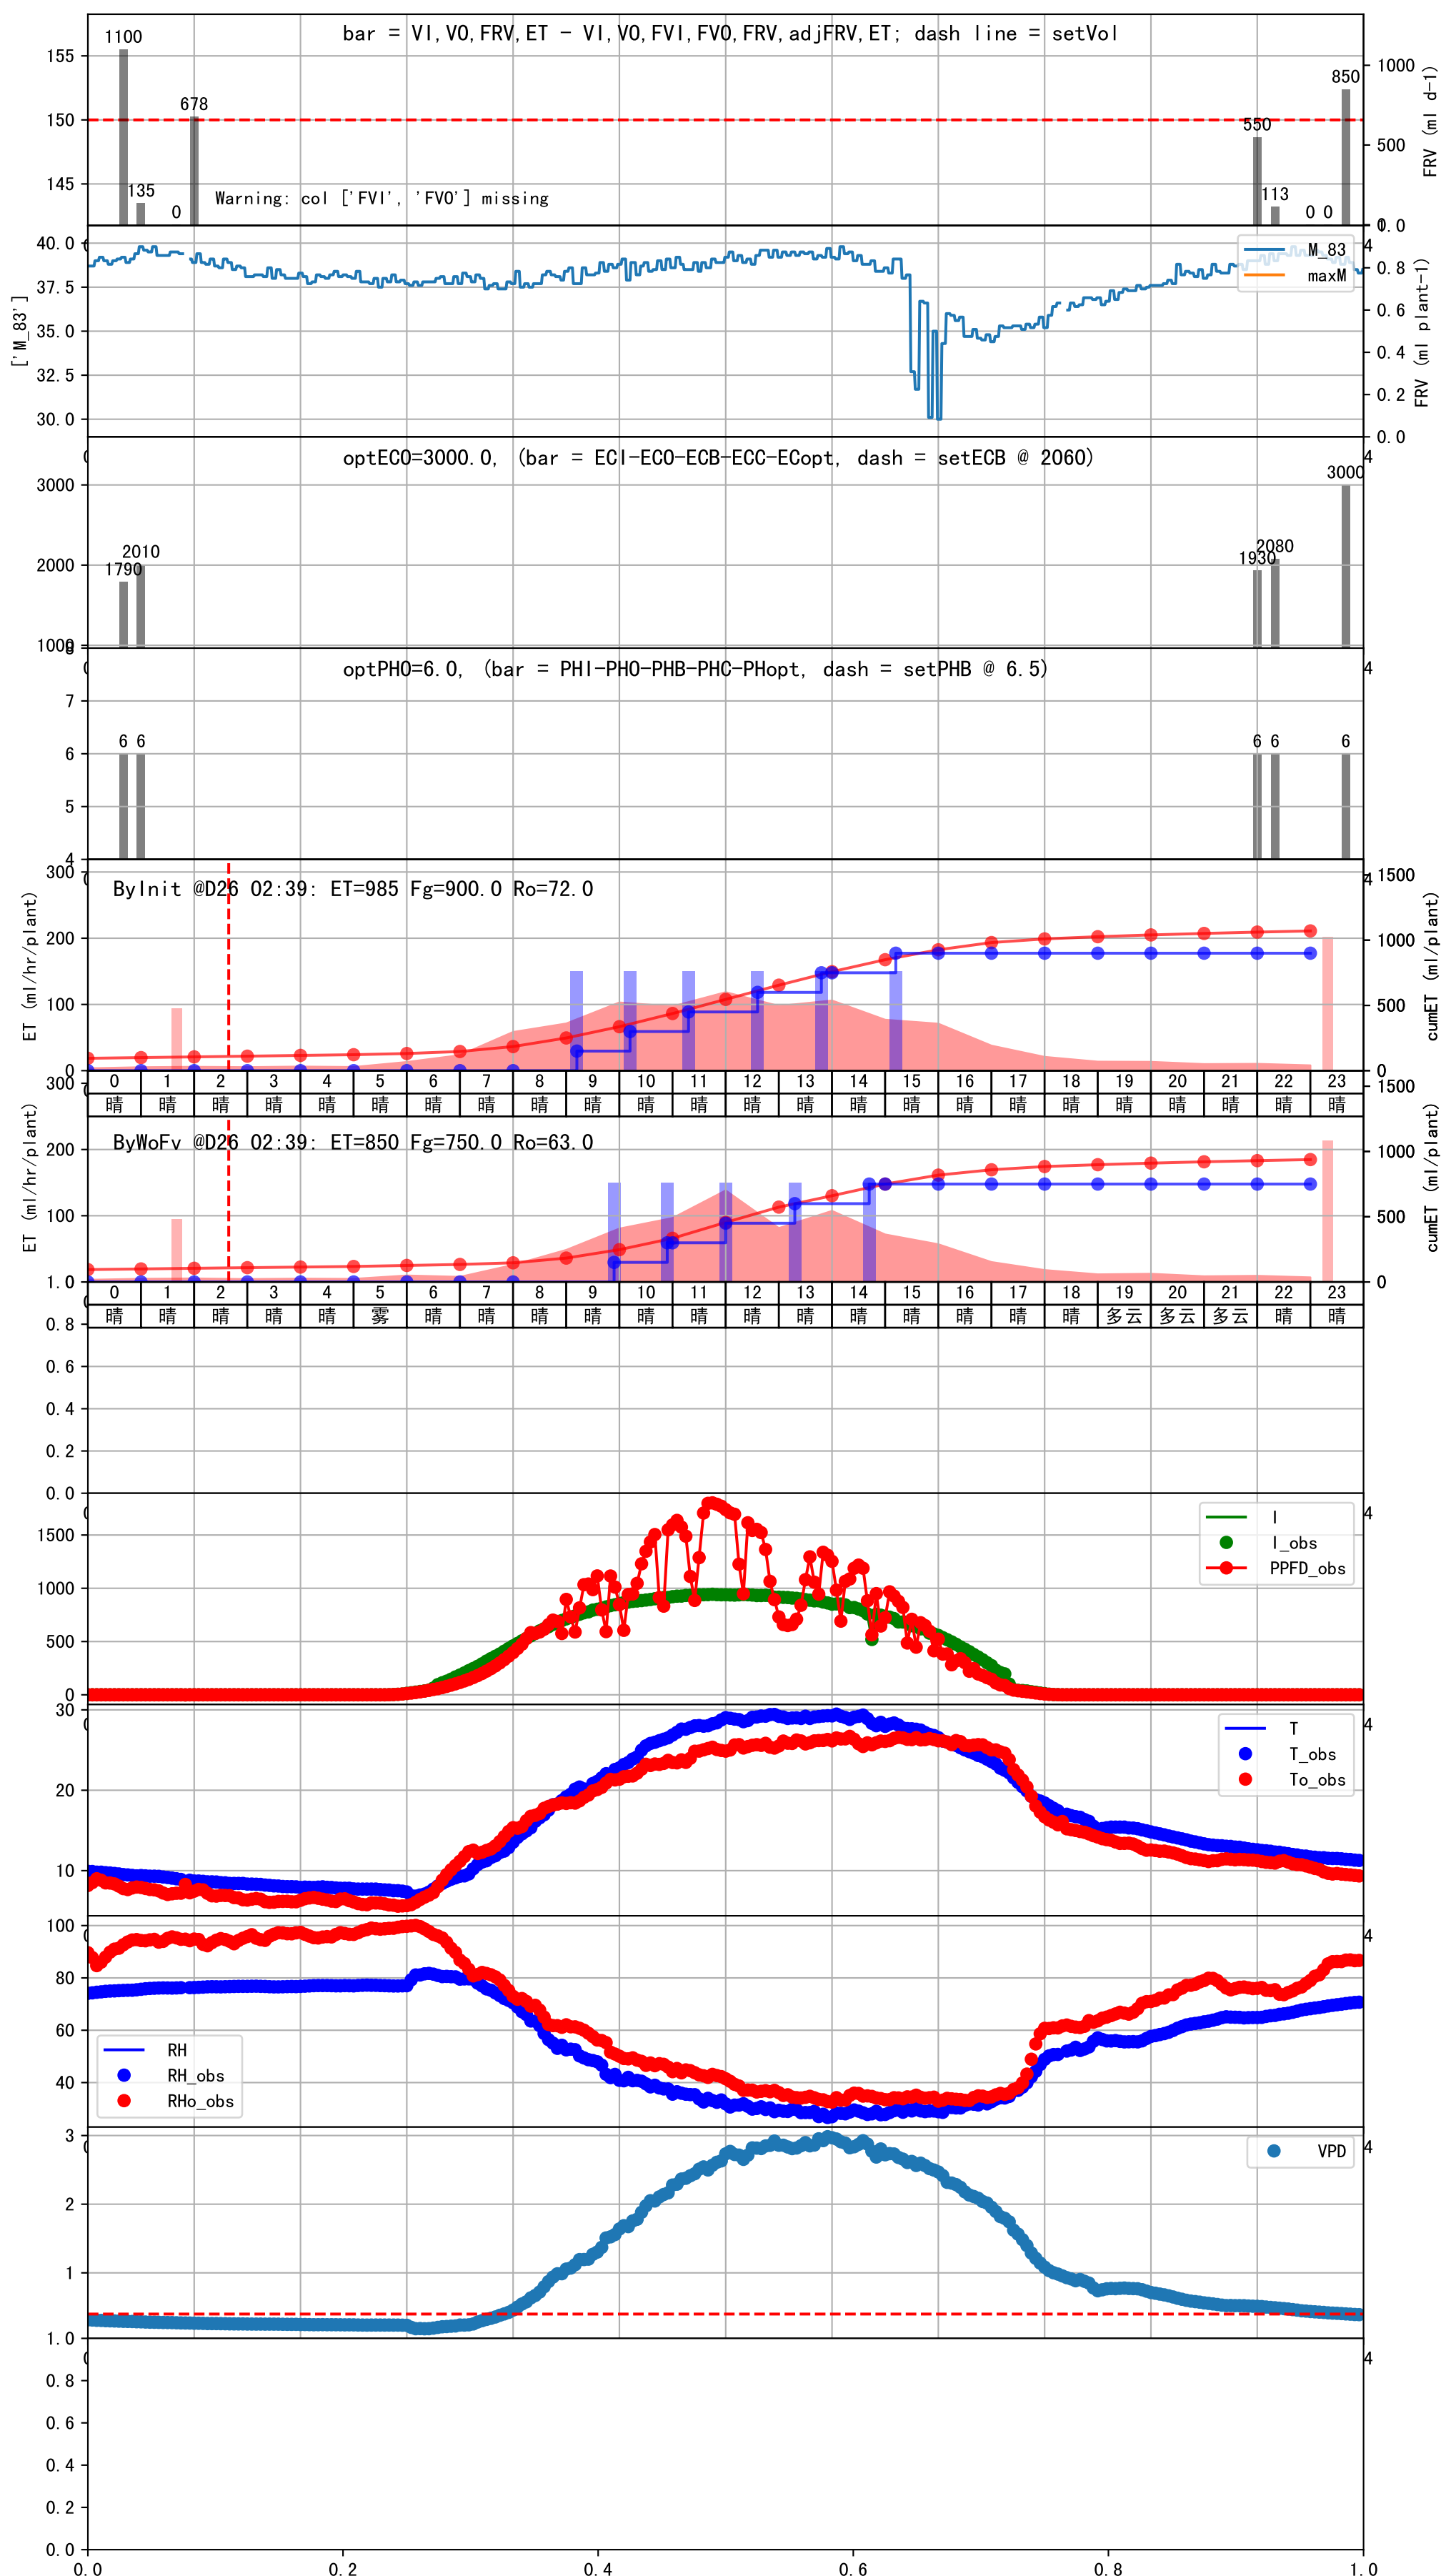 bar = VI,VO,FRV,ET - VI,VO,FVI,FVO,FRV,adjFRV,ET; dash line = setVol
1100
135
0
678
550
113
0 0
850
Warning: col ['FVI', 'FVO'] missing
155
150
145
1000
500
0.0
FRV (ml d-1)
['M_83']
40.0
37.5
35.0
32.5
30.0
M_83
maxM
0.8
0.6
0.4
0.2
0.0
FRV (ml plant-1)
optECO=3000.0, (bar = ECI-ECO-ECB-ECC-ECopt, dash = setECB @ 2060)
3000
2000
1000
1790
2010
1930
2080
3000
optPHO=6.0, (bar = PHI-PHO-PHB-PHC-PHopt, dash = setPHB @ 6.5)
8
7
6
5
4
6 6
6 6
6
ByInit @D26 02:39: ET=985 Fg=900.0 Ro=72.0
ET (ml/hr/plant)
300
200
100
0
1500
1000
500
0
cumET (ml/plant)
0 1 2 3 4 5 6 7 8 9 10 11 12 13 14 15 16 17 18 19 20 21 22 23
晴 晴 晴 晴 晴 晴 晴 晴 晴 晴 晴 晴 晴 晴 晴 晴 晴 晴 晴 晴 晴 晴 晴 晴
ByWoFv @D26 02:39: ET=850 Fg=750.0 Ro=63.0
ET (ml/hr/plant)
300
200
100
1500
1000
500
0
cumET (ml/plant)
0 1 2 3 4 5 6 7 8 9 10 11 12 13 14 15 16 17 18 19 20 21 22 23
晴 晴 晴 晴 晴 雾 晴 晴 晴 晴 晴 晴 晴 晴 晴 晴 晴 晴 晴 多云 多云 多云 晴 晴
1.0
0.8
0.6
0.4
0.2
0.0
1500
1000
500
0
I
I_obs
PPFD_obs
30
20
10
T
T_obs
To_obs
100
80
60
40
RH
RH_obs
RHo_obs
3
2
1
VPD
1.0
0.8
0.6
0.4
0.2
0.0
0.0 0.2 0.4 0.6 0.8 1.0